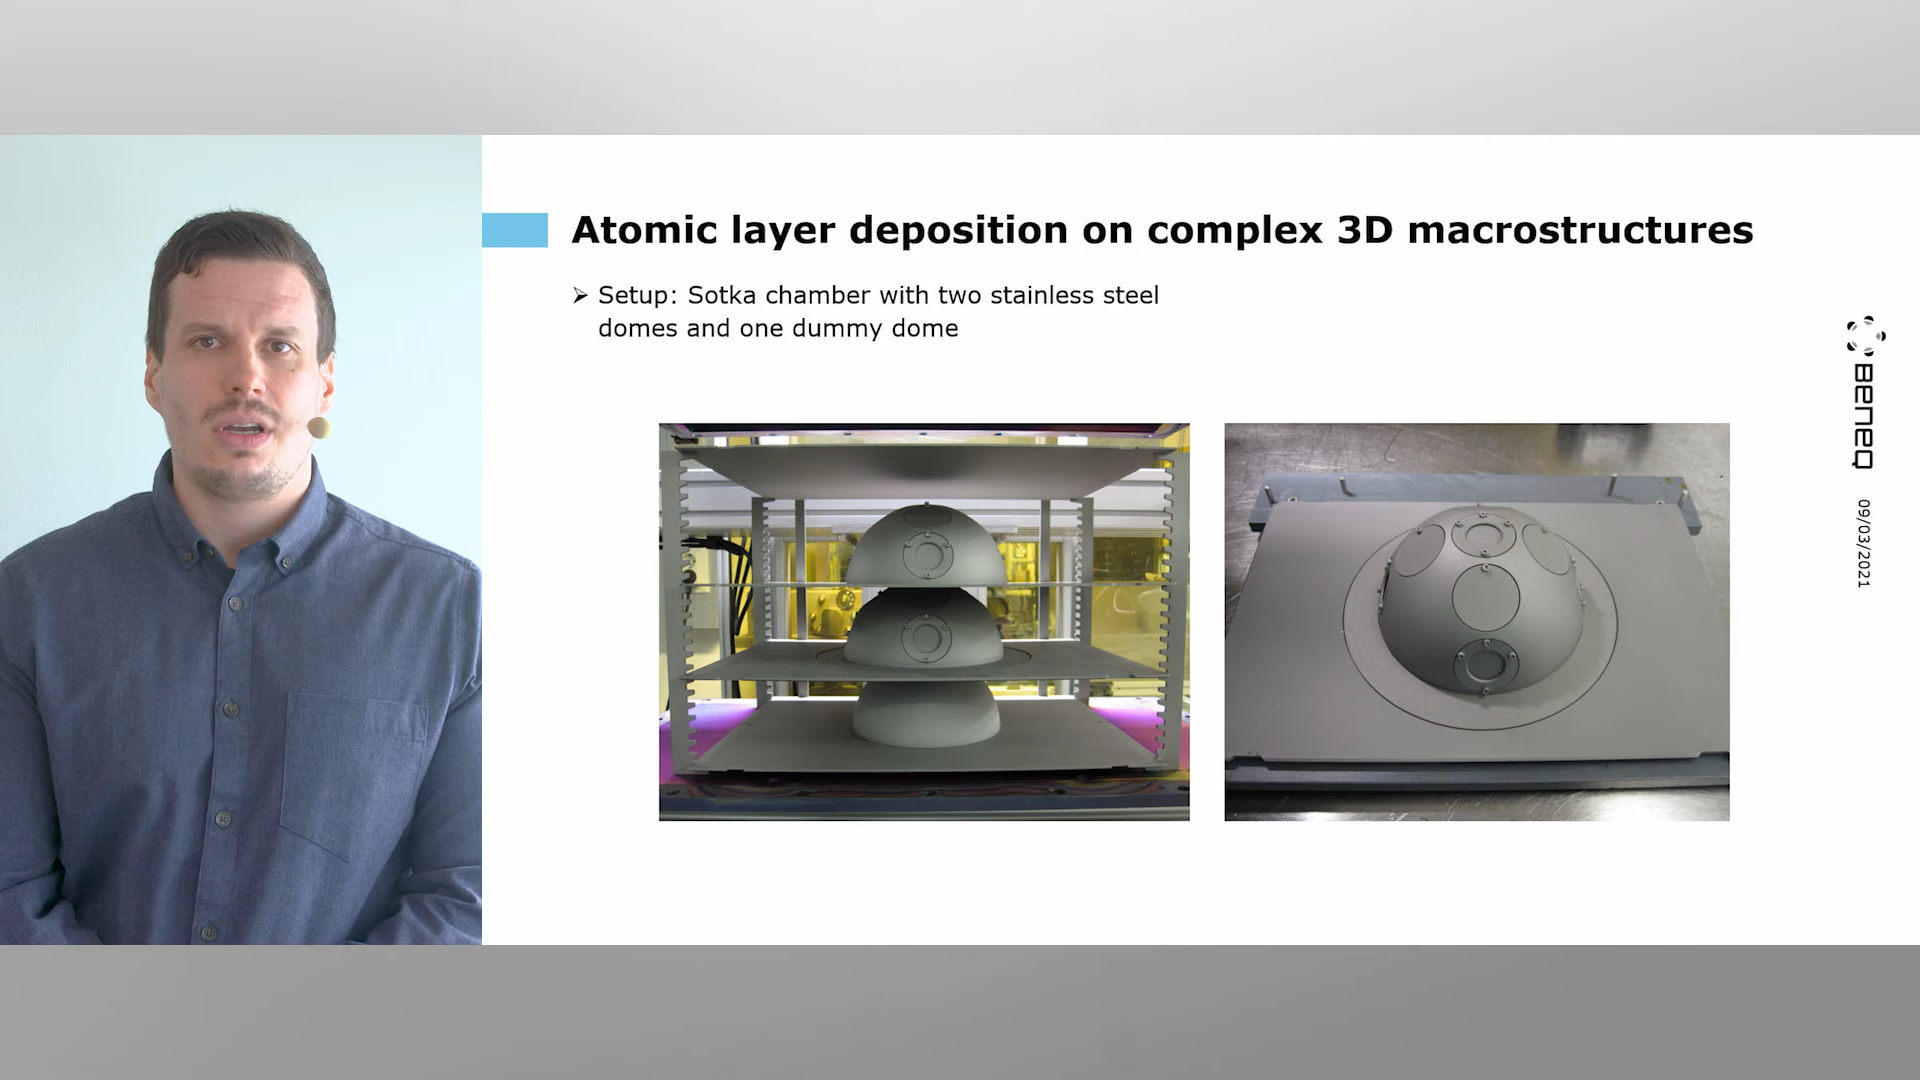 Atomic layer deposition on complex 3D macrostructures
➢ Setup: Sotka chamber with two stainless steel
domes and one dummy dome
BENEQ
09/03/2021